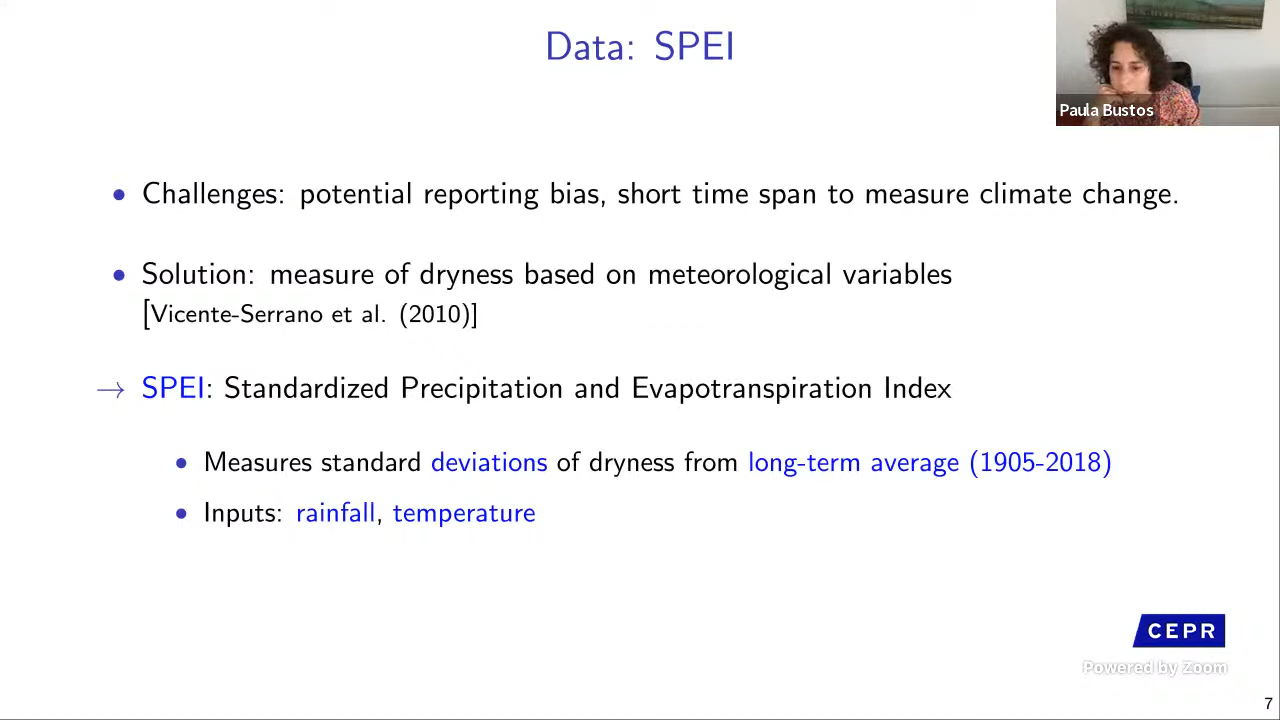 Data: SPEI
Paula Bustos
• Challenges: potential reporting bias, short time span to measure climate change.
• Solution: measure of dryness based on meteorological variables
[Vicente-Serrano et al. (2010)]
→ SPEI: Standardized Precipitation and Evapotranspiration Index
• Measures standard deviations of dryness from long-term average (1905-2018)
• Inputs: rainfall, temperature
CEPR
Powered by Zoom
7